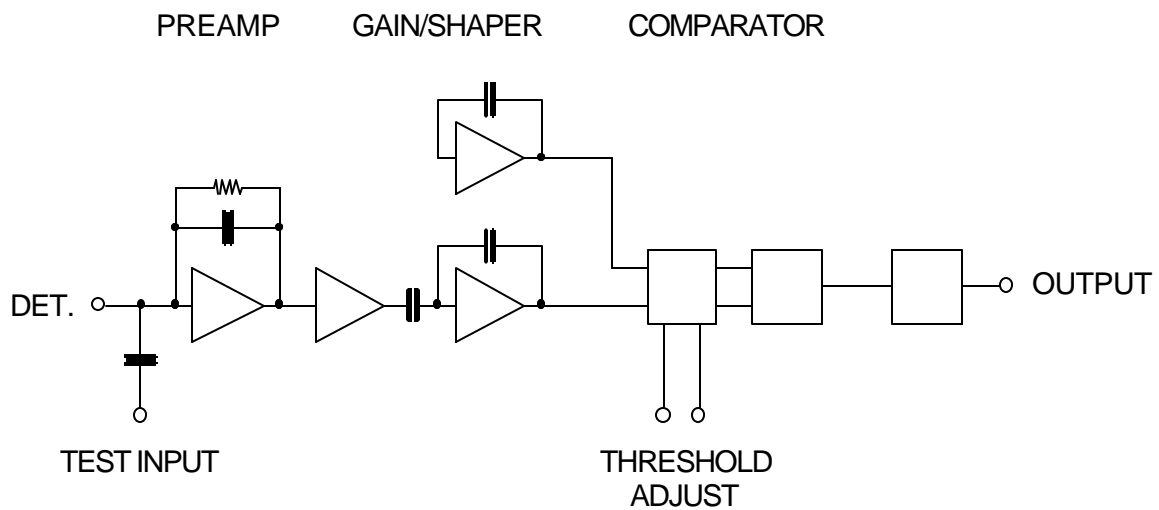 PREAMP GAIN/SHAPER COMPARATOR
DET.
OUTPUT
TEST INPUT
THRESHOLD
ADJUST